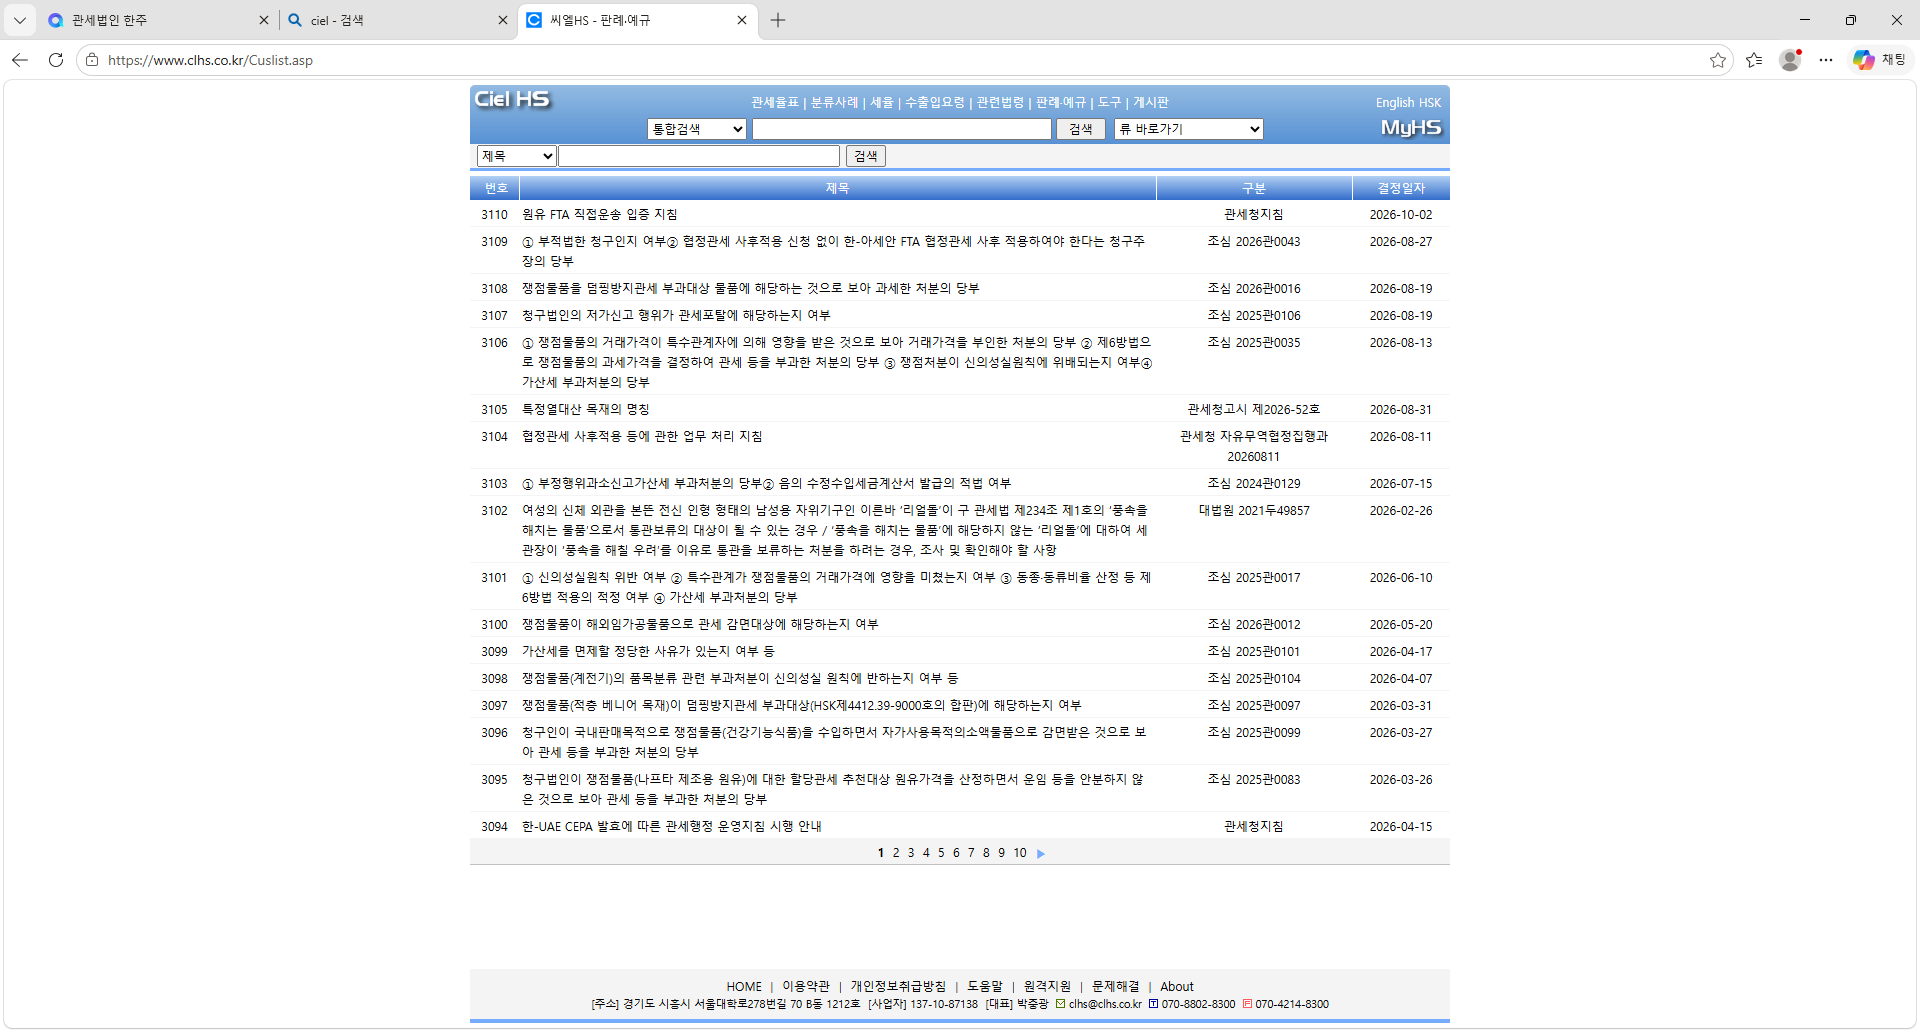 관세법인 한주
ciel - 검색
씨엘HS - 판례·예규
https://www.clhs.co.kr/Cuslist.asp
채팅
Ciel HS
관세율표 | 분류사례 | 세율 | 수출입요령 | 관련법령 | 판례·예규 | 도구 | 게시판
English HSK
통합검색 검색 류 바로가기
MyHS
제목 검색
번호 제목 구분 결정일자
3110 원유 FTA 직접운송 입증 지침 관세청지침 2026-10-02
3109 ① 부적법한 청구인지 여부② 협정관세 사후적용 신청 없이 한-아세안 FTA 협정관세 사후 적용하여야 한다는 청구주 조심 2026관0043 2026-08-27
장의 당부
3108 쟁점물품을 덤핑방지관세 부과대상 물품에 해당하는 것으로 보아 과세한 처분의 당부 조심 2026관0016 2026-08-19
3107 청구법인의 저가신고 행위가 관세포탈에 해당하는지 여부 조심 2025관0106 2026-08-19
3106 ① 쟁점물품의 거래가격이 특수관계자에 의해 영향을 받은 것으로 보아 거래가격을 부인한 처분의 당부 ② 제6방법으 조심 2025관0035 2026-08-13
로 쟁점물품의 과세가격을 결정하여 관세 등을 부과한 처분의 당부 ③ 쟁점처분이 신의성실원칙에 위배되는지 여부④
가산세 부과처분의 당부
3105 특정열대산 목재의 명칭 관세청고시 제2026-52호 2026-08-31
3104 협정관세 사후적용 등에 관한 업무 처리 지침 관세청 자유무역협정집행과 2026-08-11
20260811
3103 ① 부정행위과소신고가산세 부과처분의 당부② 음의 수정수입세금계산서 발급의 적법 여부 조심 2024관0129 2026-07-15
3102 여성의 신체 외관을 본뜬 전신 인형 형태의 남성용 자위기구인 이른바 ‘리얼돌’이 구 관세법 제234조 제1호의 ‘풍속을 대법원 2021두49857 2026-02-26
해치는 물품’으로서 통관보류의 대상이 될 수 있는 경우 / ‘풍속을 해치는 물품’에 해당하지 않는 ‘리얼돌’에 대하여 세
관장이 ‘풍속을 해칠 우려’를 이유로 통관을 보류하는 처분을 하려는 경우, 조사 및 확인해야 할 사항
3101 ① 신의성실원칙 위반 여부 ② 특수관계가 쟁점물품의 거래가격에 영향을 미쳤는지 여부 ③ 동종·동류비율 산정 등 제 조심 2025관0017 2026-06-10
6방법 적용의 적정 여부 ④ 가산세 부과처분의 당부
3100 쟁점물품이 해외임가공물품으로 관세 감면대상에 해당하는지 여부 조심 2026관0012 2026-05-20
3099 가산세를 면제할 정당한 사유가 있는지 여부 등 조심 2025관0101 2026-04-17
3098 쟁점물품(계전기)의 품목분류 관련 부과처분이 신의성실 원칙에 반하는지 여부 등 조심 2025관0104 2026-04-07
3097 쟁점물품(적층 베니어 목재)이 덤핑방지관세 부과대상(HSK제4412.39-9000호의 합판)에 해당하는지 여부 조심 2025관0097 2026-03-31
3096 청구인이 국내판매목적으로 쟁점물품(건강기능식품)을 수입하면서 자가사용목적의소액물품으로 감면받은 것으로 보 조심 2025관0099 2026-03-27
아 관세 등을 부과한 처분의 당부
3095 청구법인이 쟁점물품(나프타 제조용 원유)에 대한 할당관세 추천대상 원유가격을 산정하면서 운임 등을 안분하지 않 조심 2025관0083 2026-03-26
은 것으로 보아 관세 등을 부과한 처분의 당부
3094 한-UAE CEPA 발효에 따른 관세행정 운영지침 시행 안내 관세청지침 2026-04-15
1 2 3 4 5 6 7 8 9 10
HOME | 이용약관 | 개인정보취급방침 | 도움말 | 원격지원 | 문제해결 | About
[주소] 경기도 시흥시 서울대학로278번길 70 B동 1212호 [사업자] 137-10-87138 [대표] 박중광 clhs@clhs.co.kr 070-8802-8300 070-4214-8300